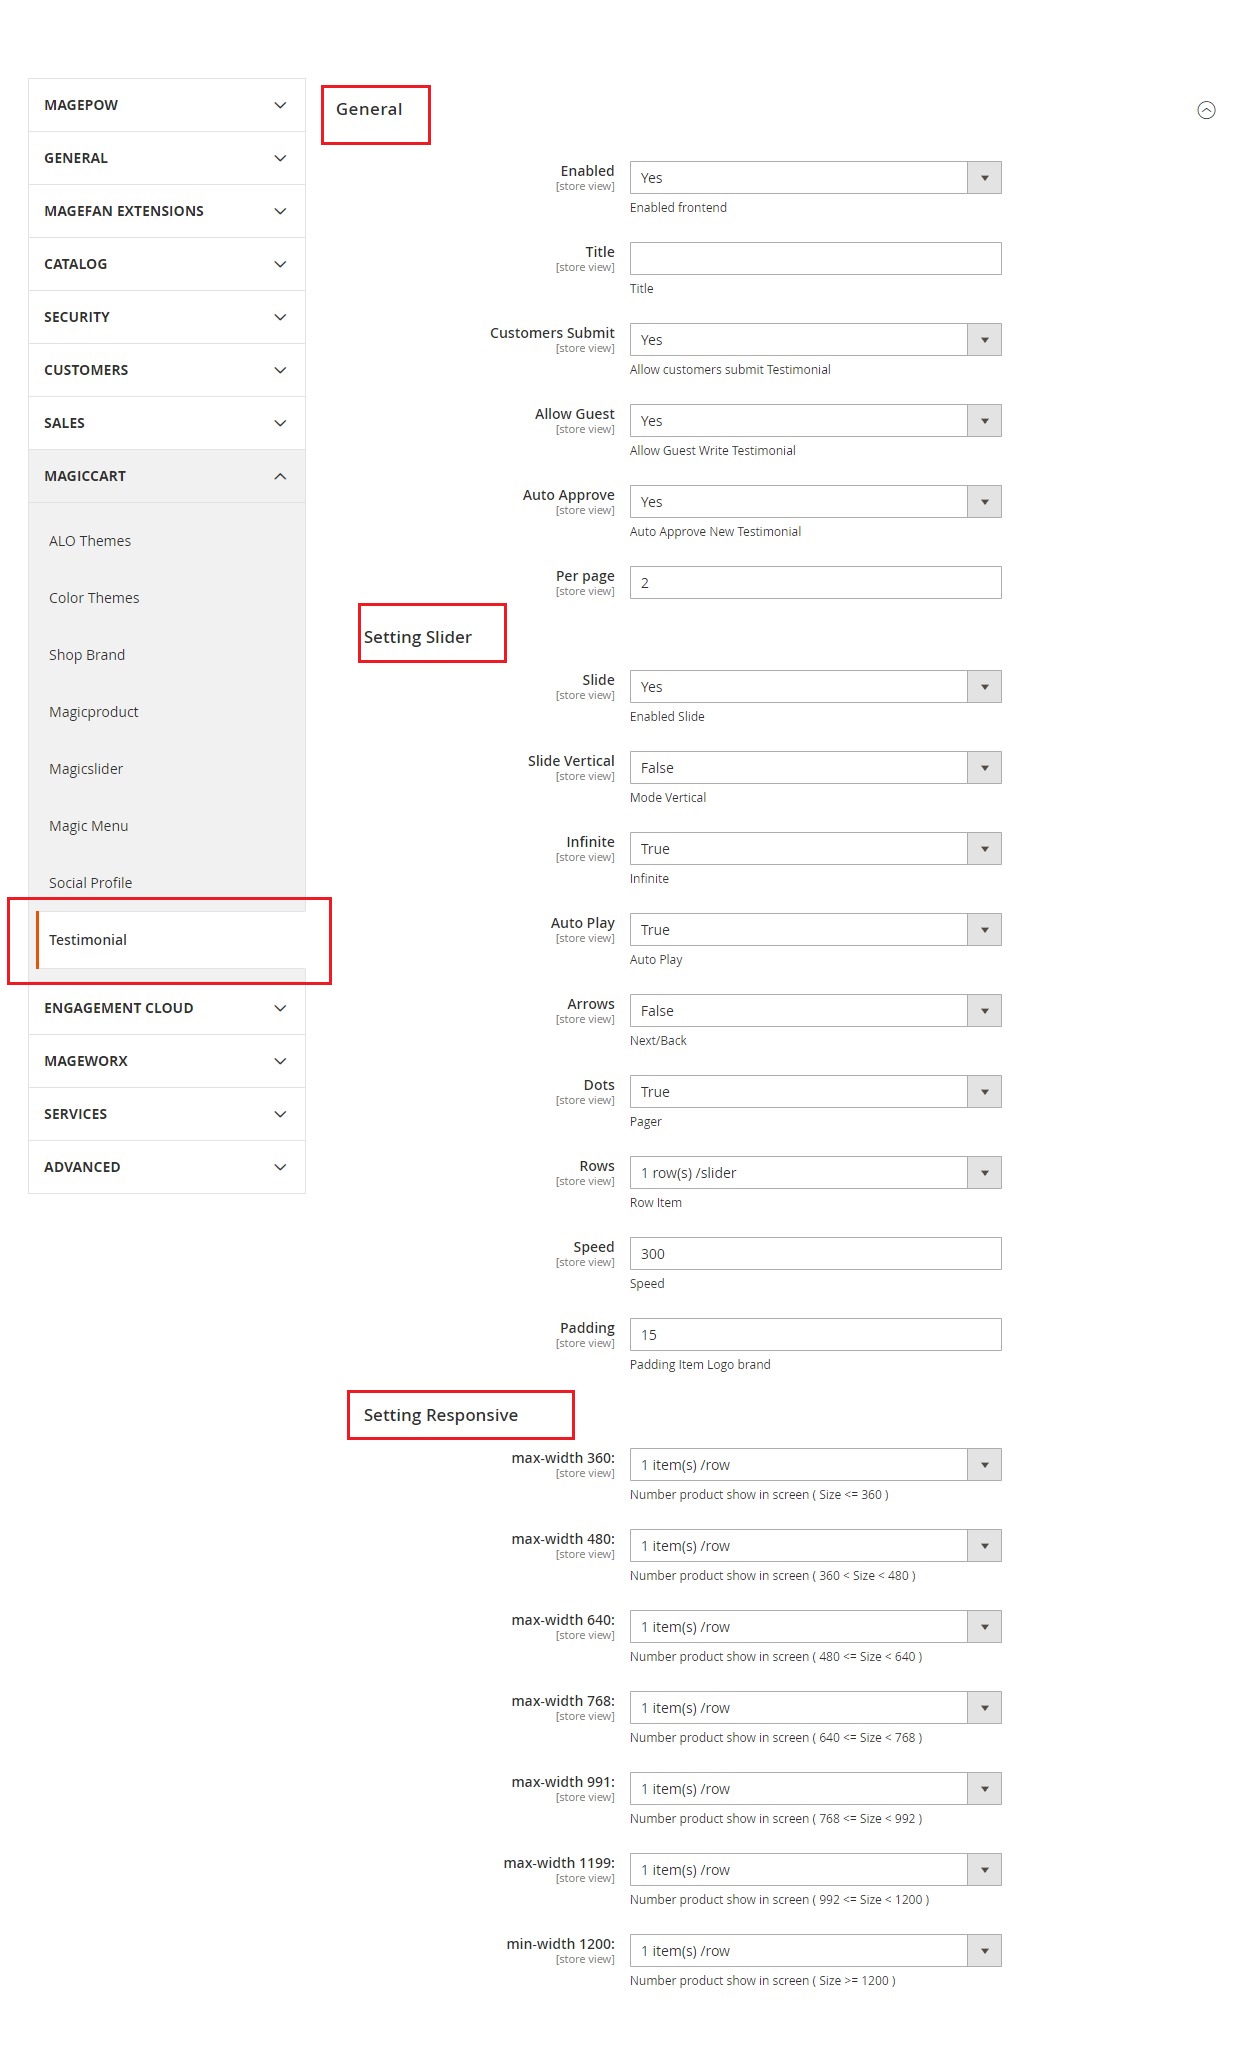 MAGEPOW
GENERAL
MAGEFAN EXTENSIONS
CATALOG
SECURITY
CUSTOMERS
SALES
MAGICCART
ALO Themes
Color Themes
Shop Brand
Magicproduct
Magicslider
Magic Menu
Social Profile
Testimonial
ENGAGEMENT CLOUD
MAGEWORX
SERVICES
ADVANCED
General
Enabled
[store view]
Yes
Enabled frontend
Title
[store view]
Title
Customers Submit
[store view]
Yes
Allow customers submit Testimonial
Allow Guest
[store view]
Yes
Allow Guest Write Testimonial
Auto Approve
[store view]
Yes
Auto Approve New Testimonial
Per page
[store view]
2
Setting Slider
Slide
[store view]
Yes
Enabled Slide
Slide Vertical
[store view]
False
Mode Vertical
Infinite
[store view]
True
Infinite
Auto Play
[store view]
True
Auto Play
Arrows
[store view]
False
Next/Back
Dots
[store view]
True
Pager
Rows
[store view]
1 row(s) /slider
Row Item
Speed
[store view]
300
Speed
Padding
[store view]
15
Padding Item Logo brand
Setting Responsive
max-width 360:
[store view]
1 item(s) /row
Number product show in screen ( Size <= 360 )
max-width 480:
[store view]
1 item(s) /row
Number product show in screen ( 360 < Size < 480 )
max-width 640:
[store view]
1 item(s) /row
Number product show in screen ( 480 <= Size < 640 )
max-width 768:
[store view]
1 item(s) /row
Number product show in screen ( 640 <= Size < 768 )
max-width 991:
[store view]
1 item(s) /row
Number product show in screen ( 768 <= Size < 992 )
max-width 1199:
[store view]
1 item(s) /row
Number product show in screen ( 992 <= Size < 1200 )
min-width 1200:
[store view]
1 item(s) /row
Number product show in screen ( Size >= 1200 )